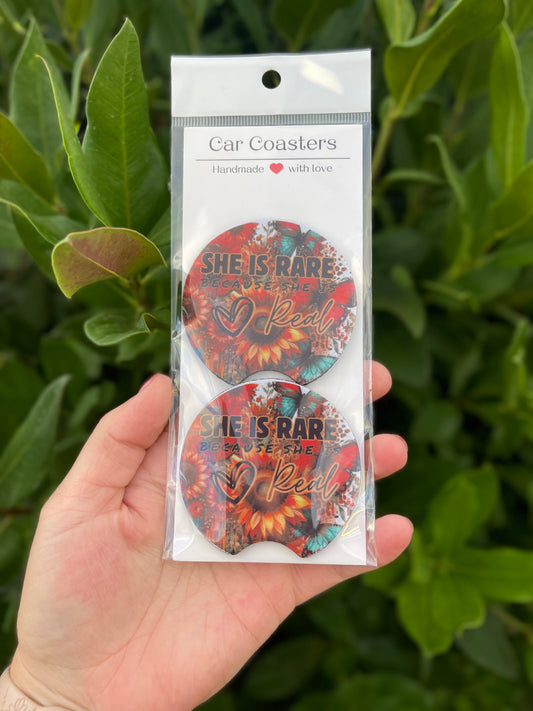 Car Coasters
Handmade ❤ with love
SHE IS RARE
BECAUSE SHE IS
Real
SHE IS RARE
BECAUSE SHE IS
Real